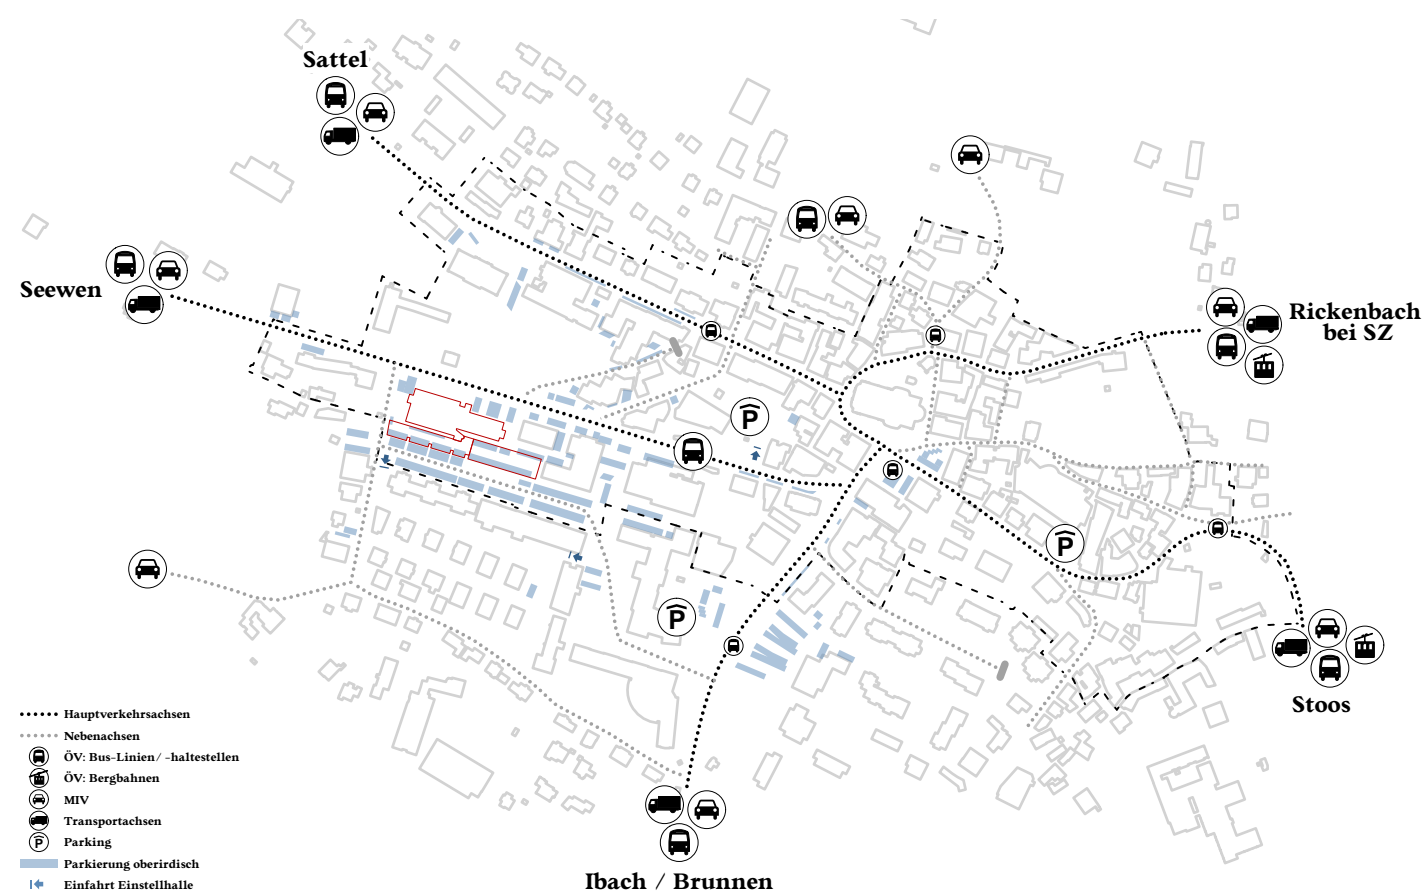 Sattel
Seewen
Rickenbach
bei SZ
P
P
P
Stoos
Hauptverkehrsachsen
Nebenachsen
ÖV: Bus-Linien/ -haltestellen
ÖV: Bergbahnen
MIV
Transportachsen
P Parking
Parkierung oberirdisch
Einfahrt Einstellhalle
Ibach / Brunnen